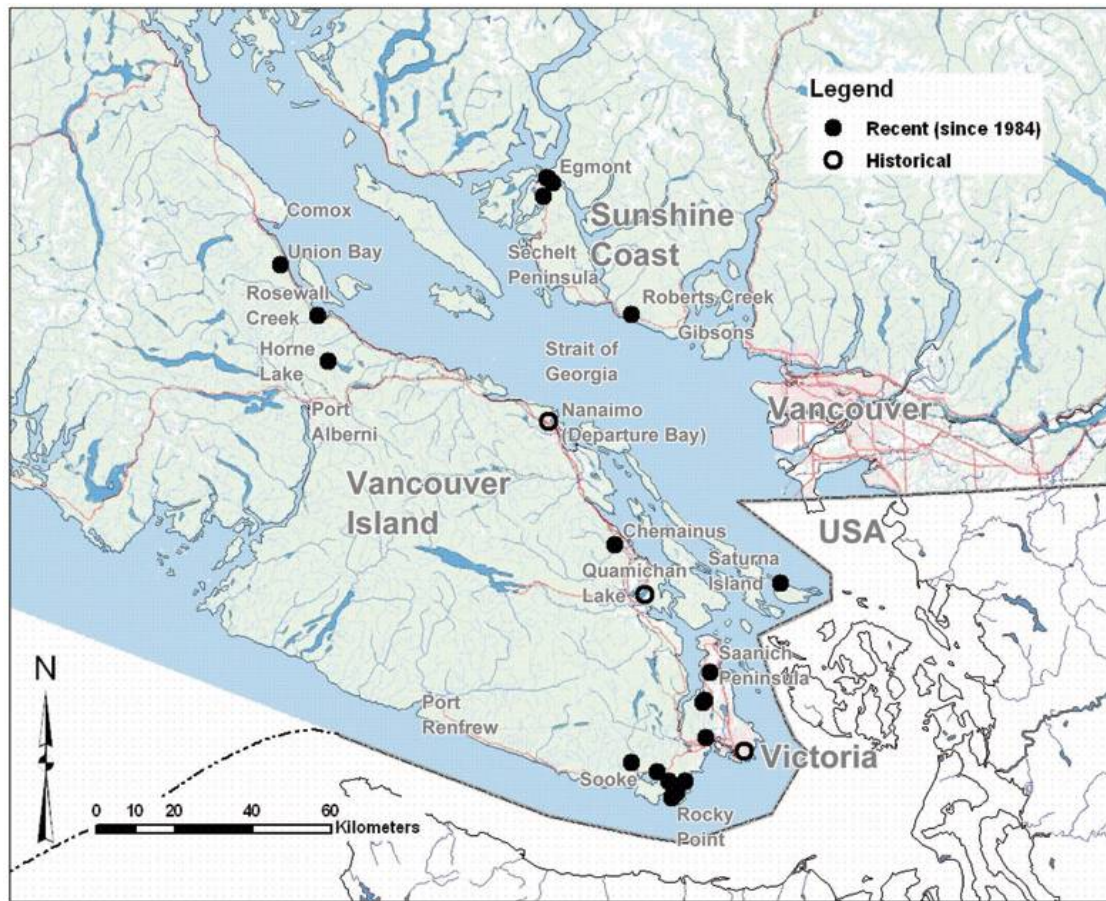 Legend
Recent (since 1984)
Historical
Egmont
Sunshine
Coast
Comox
Union Bay
Sechelt
Peninsula
Rosewall
Creek
Roberts Creek
Gibsons
Horne
Lake
Strait of
Georgia
Port
Alberni
Nanaimo
(Departure Bay)
Vancouver
Vancouver
Island
Chemainus
USA
Quamichan
Lake
Saturna
Island
Saanich
Peninsula
N
Port
Renfrew
Victoria
Sooke
Rocky
Point
0 10 20 40 60
Kilometers